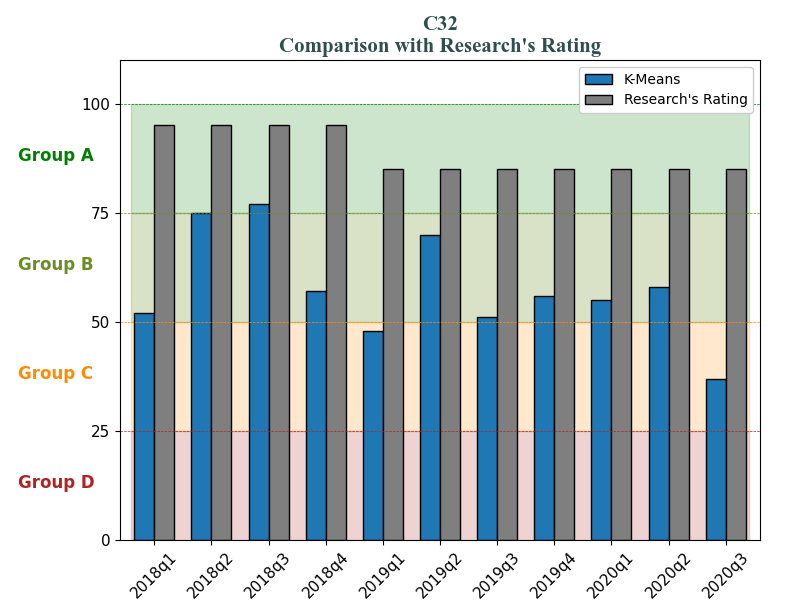 C32
Comparison with Research's Rating
K-Means
Research's Rating
100
Group A
75
Group B
50
Group C
25
Group D
0
2018q1 2018q2 2018q3 2018q4 2019q1 2019q2 2019q3 2019q4 2020q1 2020q2 2020q3